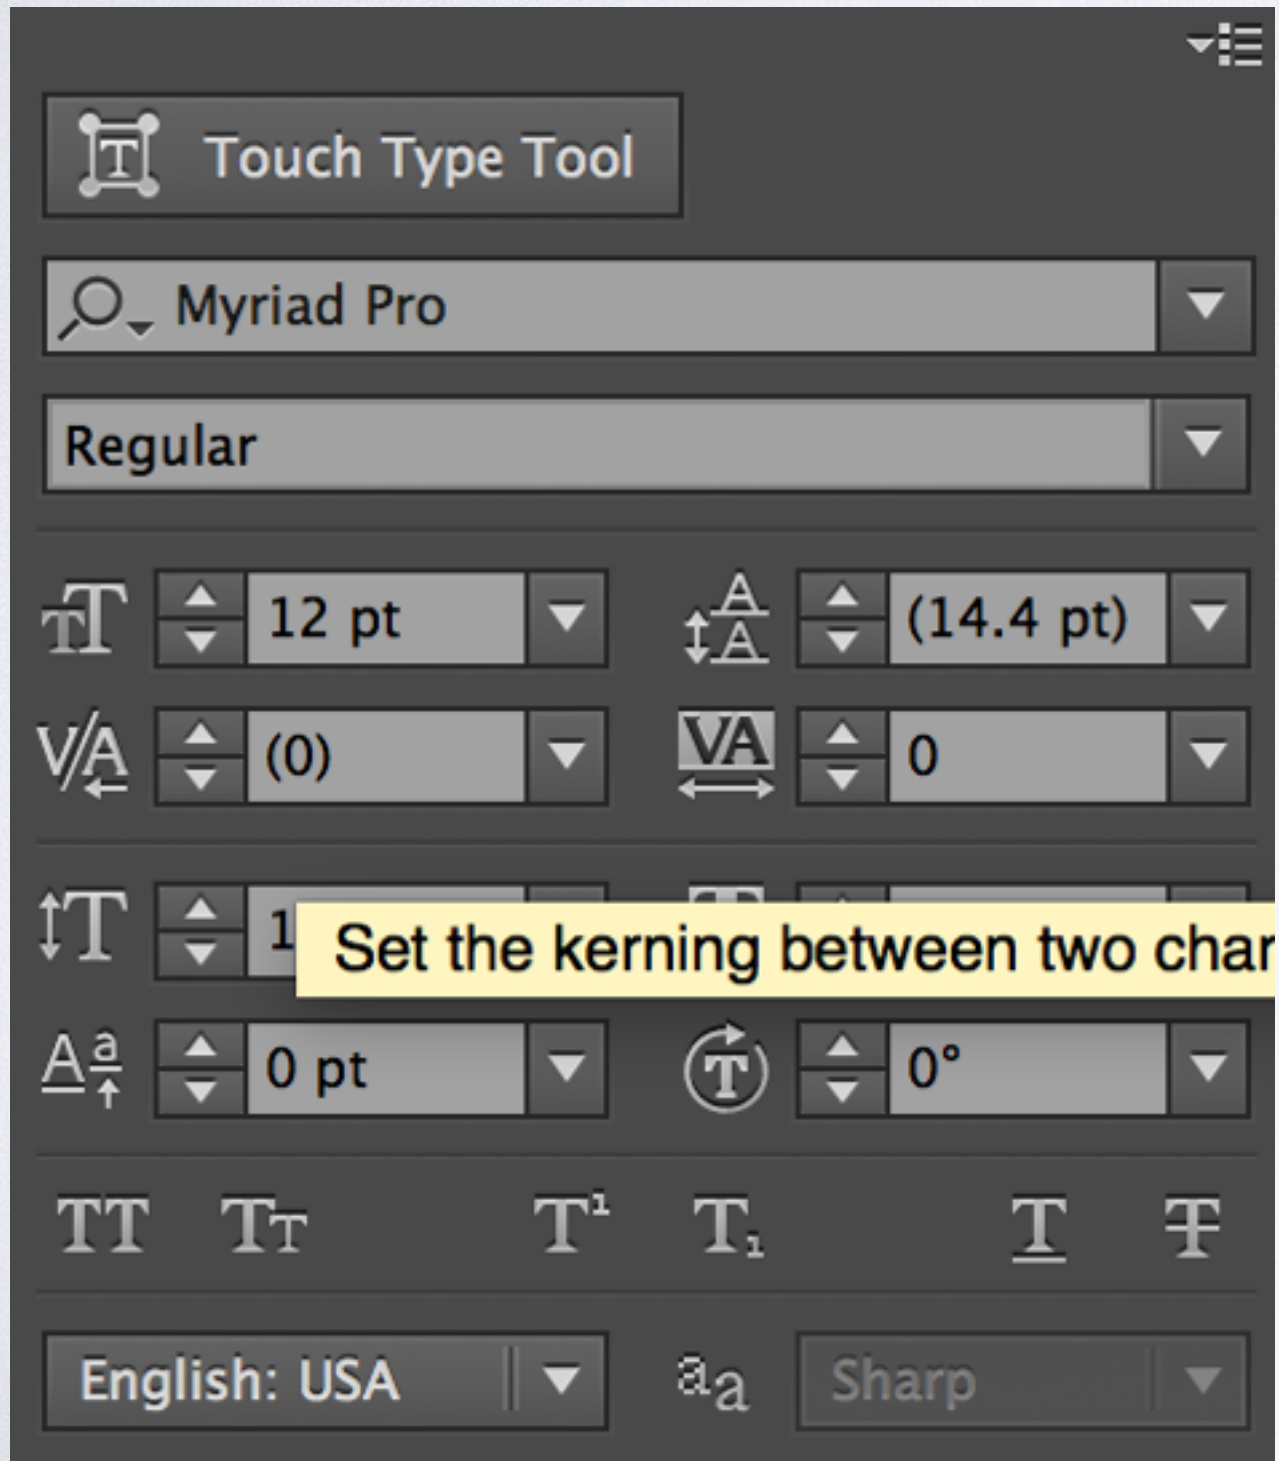 Touch Type Tool
Myriad Pro
Regular
12 pt (14.4 pt)
(0) 0
Set the kerning between two
0 pt 0°
English: USA Sharp